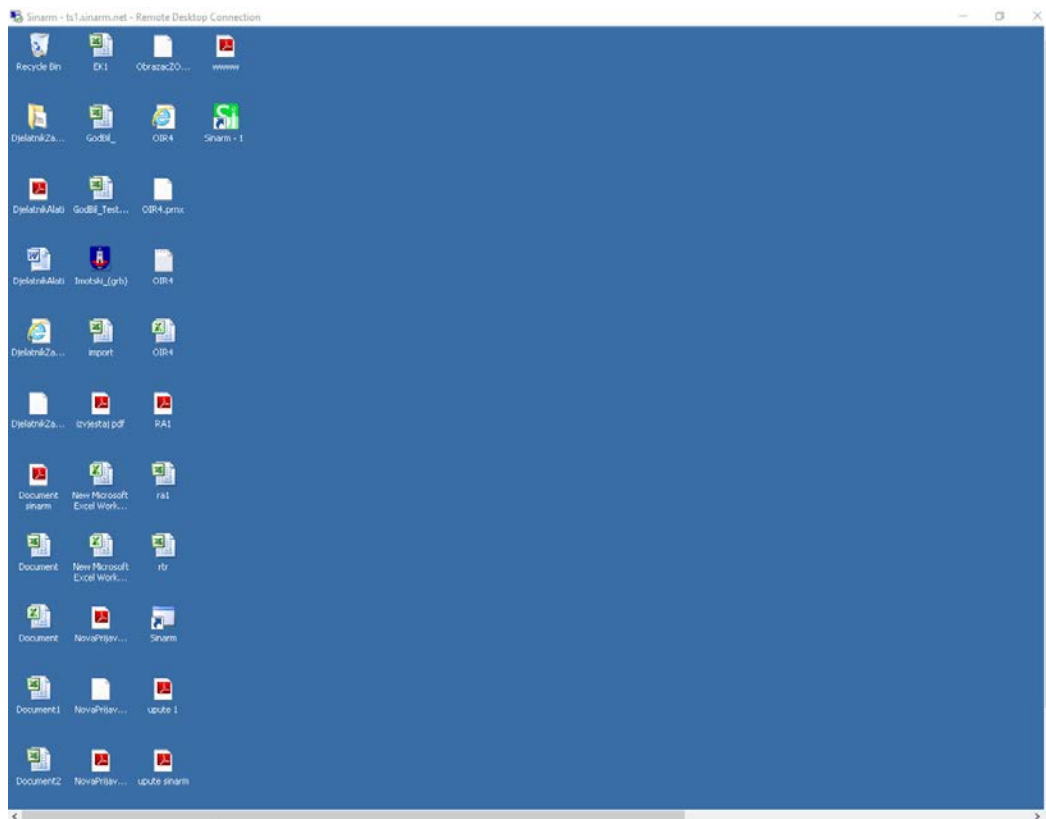 Sinarm - ts1.sinarm.net - Remote Desktop Connection
Recycle Bin
EK1
ObrazacZO...
wwwww
DjelatnikZa...
GodBil_
OIR4
Sinarm - 1
DjelatnikAlati
GodBil_Test...
OIR4.prnx
DjelatnikAlati
Imotski_(grb)
OIR4
DjelatnikZa...
import
OIR4
DjelatnikZa...
izvjestaj pdf
RA1
Document
sinarm
New Microsoft
Excel Work...
ra1
Document
New Microsoft
Excel Work...
rtr
Document
NovaPrijav...
Sinarm
Document1
NovaPrijav...
upute 1
Document2
NovaPrijav...
upute sinarm